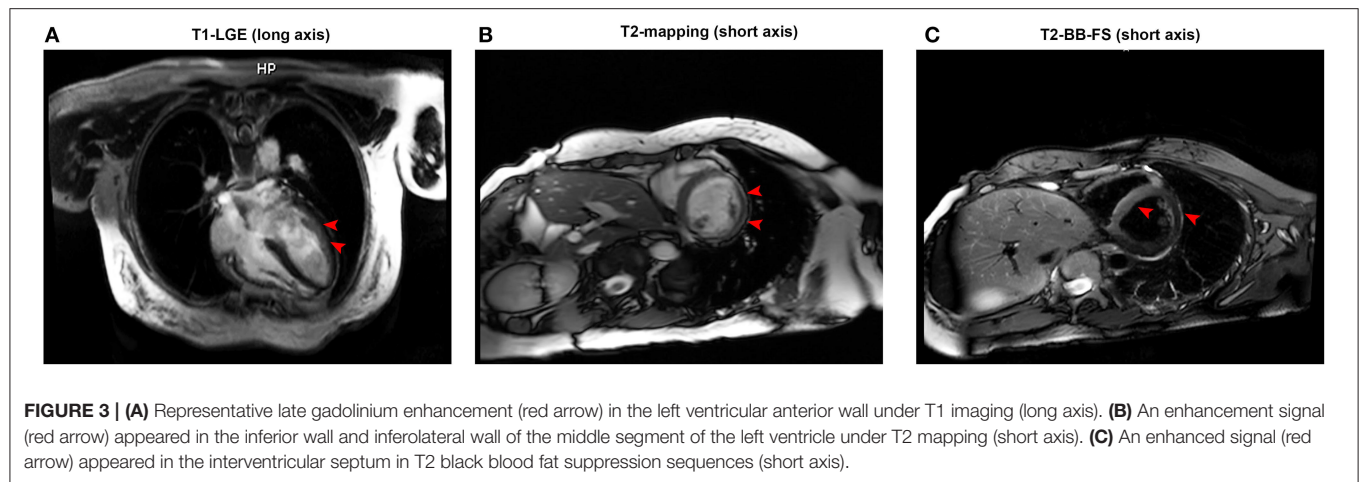 A
T1-LGE (long axis)
HP
B
T2-mapping (short axis)
C
T2-BB-FS (short axis)
FIGURE 3 | (A) Representative late gadolinium enhancement (red arrow) in the left ventricular anterior wall under T1 imaging (long axis). (B) An enhancement signal
(red arrow) appeared in the inferior wall and inferolateral wall of the middle segment of the left ventricle under T2 mapping (short axis). (C) An enhanced signal (red
arrow) appeared in the interventricular septum in T2 black blood fat suppression sequences (short axis).